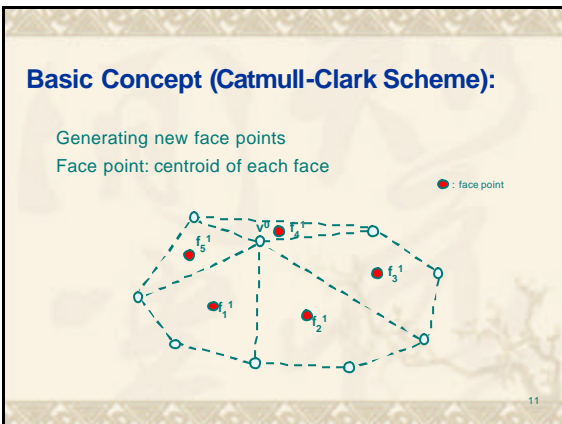 Basic Concept (Catmull-Clark Scheme):
Generating new face points
Face point: centroid of each face
: face point
v⁰ f₄¹
f₅¹
f₃¹
f₁¹
f₂¹
11